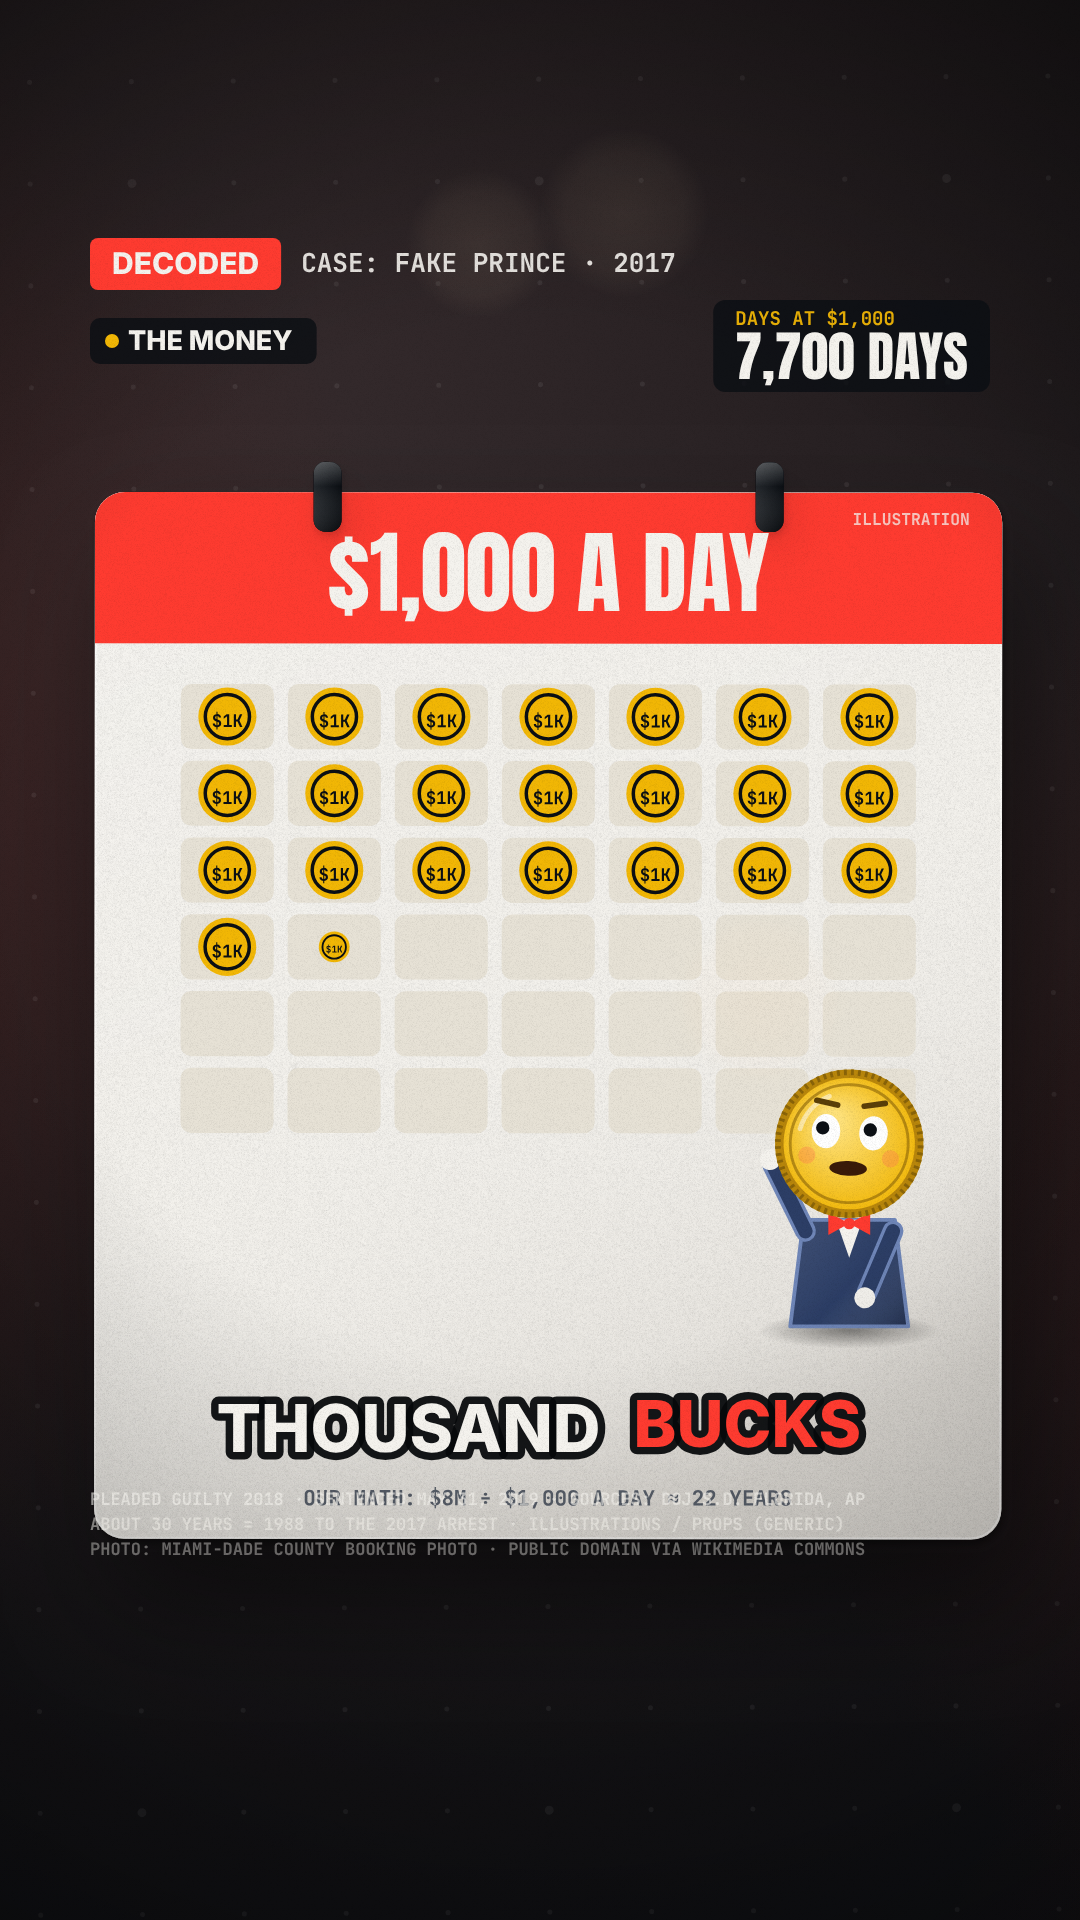 DECODED CASE: FAKE PRINCE · 2017
THE MONEY
DAYS AT $1,000
7,700 DAYS
ILLUSTRATION
$1,000 A DAY
$1K $1K $1K $1K $1K $1K $1K
$1K $1K $1K $1K $1K $1K $1K
$1K $1K $1K $1K $1K $1K $1K
$1K $1K
THOUSAND BUCKS
OUR MATH: $8M ÷ $1,000 A DAY ≈ 22 YEARS
PLEADED GUILTY 2018 ·
ABOUT 30 YEARS = 1988 TO THE 2017 ARREST · ILLUSTRATIONS / PROPS (GENERIC)
PHOTO: MIAMI-DADE COUNTY BOOKING PHOTO · PUBLIC DOMAIN VIA WIKIMEDIA COMMONS